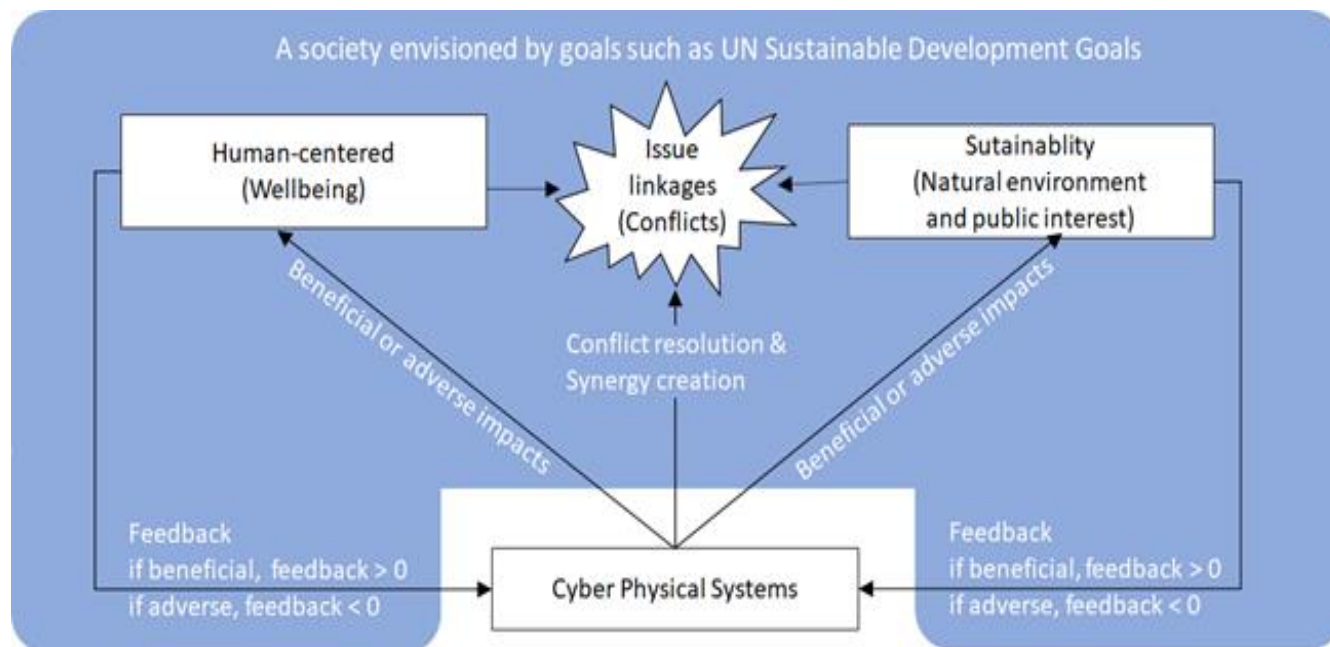 A society envisioned by goals such as UN Sustainable Development Goals
Human-centered
(Wellbeing)
Issue
linkages
(Conflicts)
Sutainablity
(Natural environment
and public interest)
Beneficial or adverse impacts
Conflict resolution &
Synergy creation
Beneficial or adverse impacts
Feedback
if beneficial, feedback > 0
if adverse, feedback < 0
Cyber Physical Systems
Feedback
if beneficial, feedback > 0
if adverse, feedback < 0